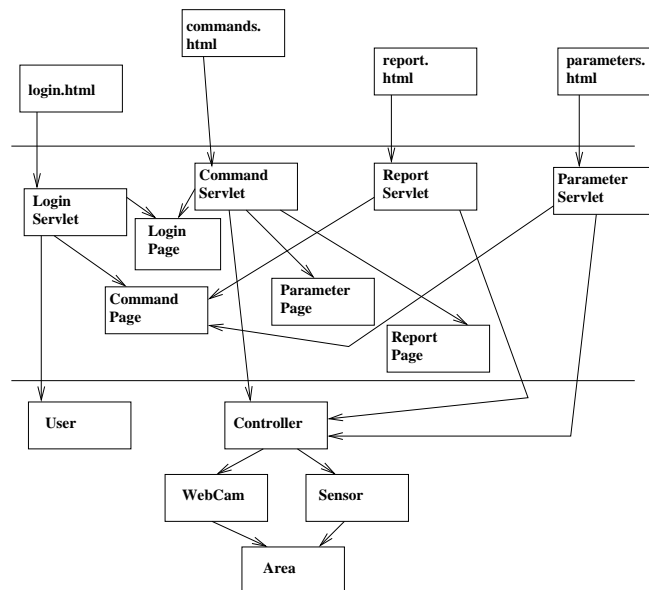 commands.
html
report.
html
parameters.
html
login.html
Command
Servlet
Report
Servlet
Parameter
Servlet
Login
Servlet
Login
Page
Command
Page
Parameter
Page
Report
Page
User
Controller
WebCam
Sensor
Area